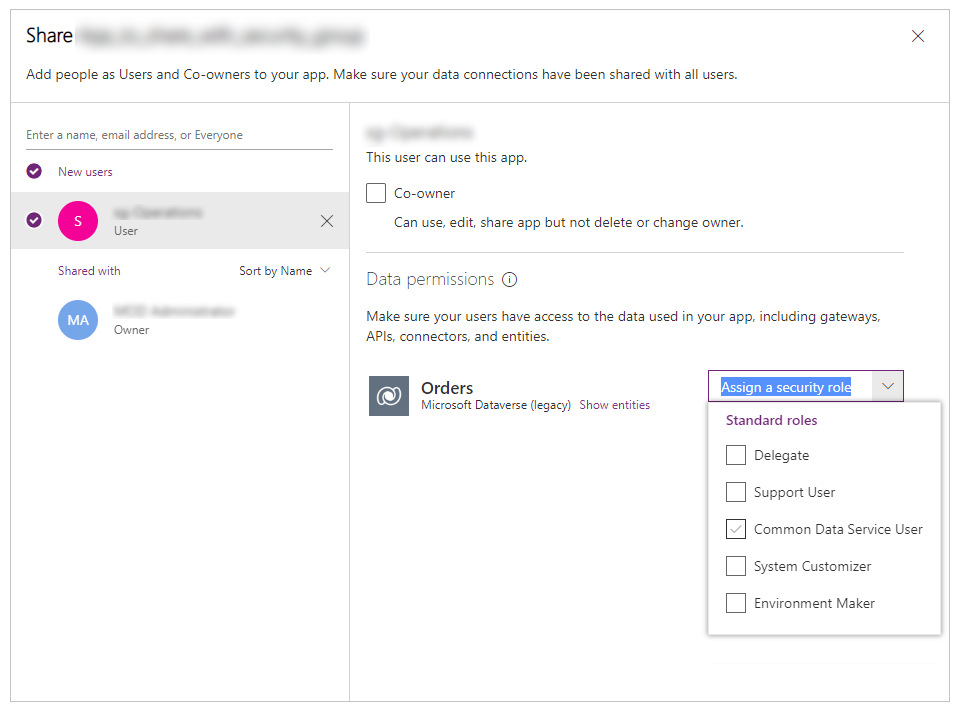 Share
Add people as Users and Co-owners to your app. Make sure your data connections have been shared with all users.
Enter a name, email address, or Everyone
New users
S
User
Shared with
Sort by Name
MA
Owner
This user can use this app.
Co-owner
Can use, edit, share app but not delete or change owner.
Data permissions
Make sure your users have access to the data used in your app, including gateways,
APIs, connectors, and entities.
Orders
Microsoft Dataverse (legacy) Show entities
Assign a security role
Standard roles
Delegate
Support User
Common Data Service User
System Customizer
Environment Maker